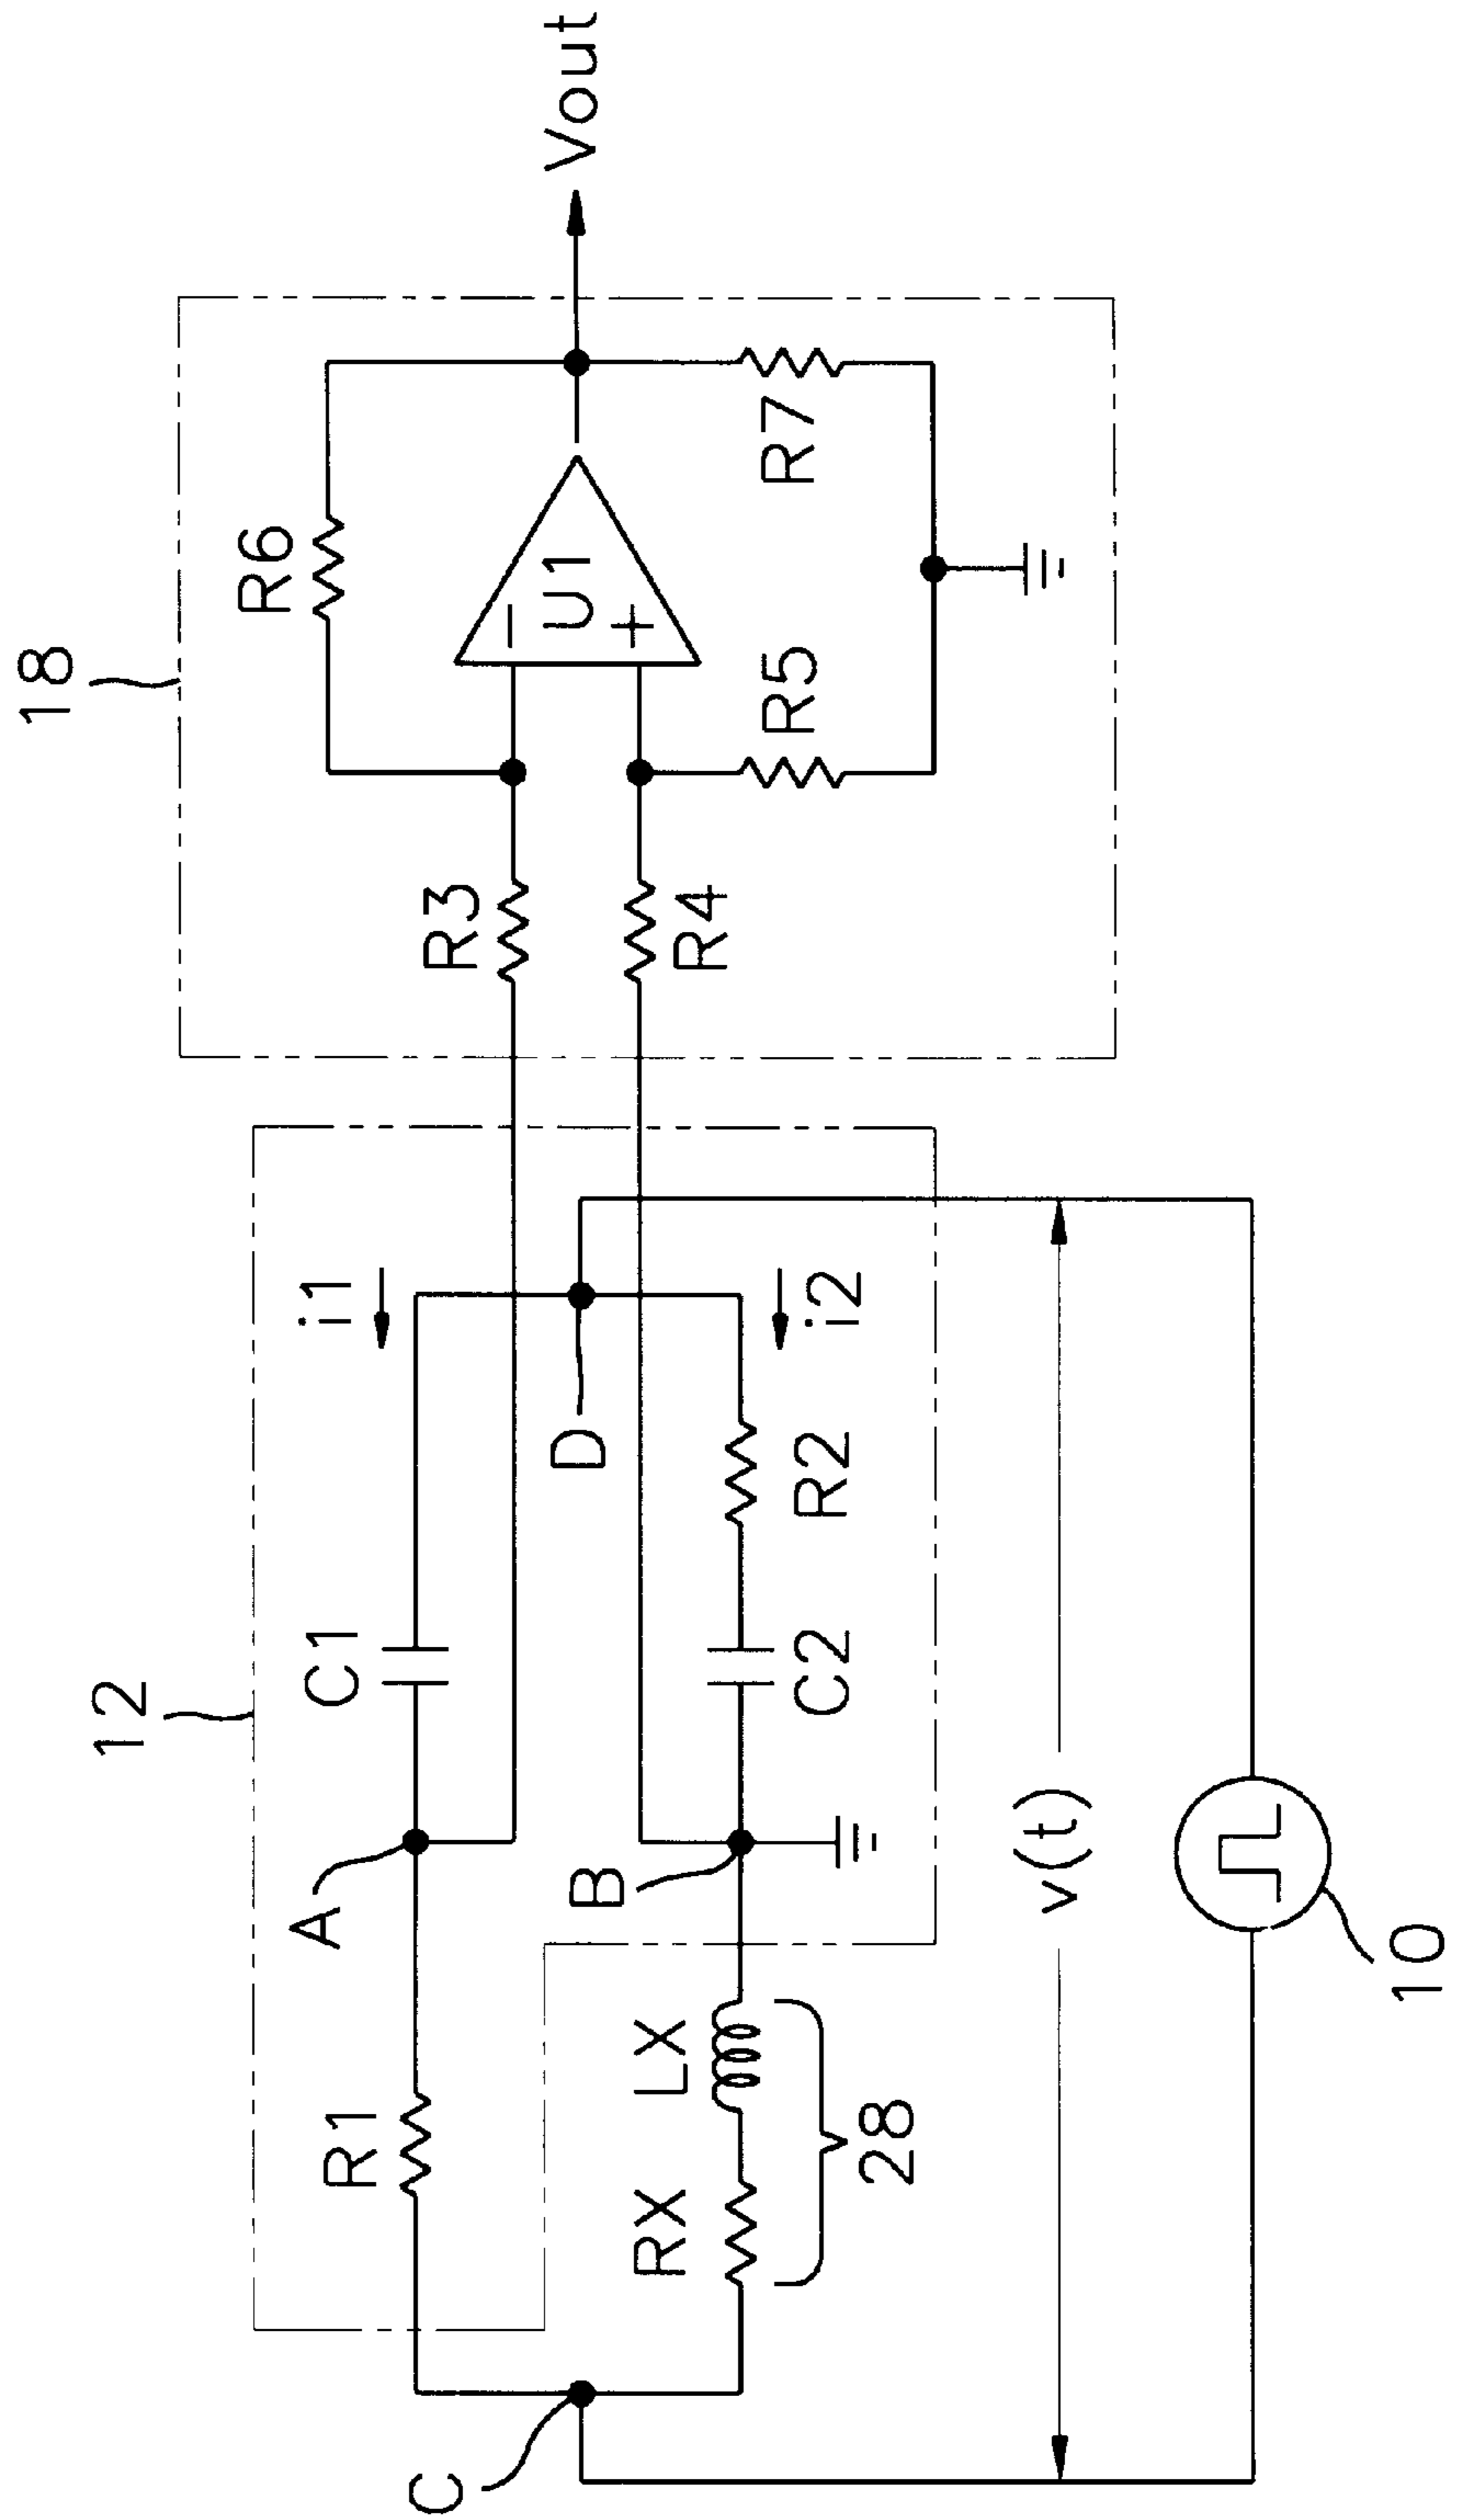 18
R6
Vout
U1
−
+
R3
R4
R5
R7
12
i1
C1
A
D
R1
B
C2
R2
i2
LX
RX
28
C
v(t)
10